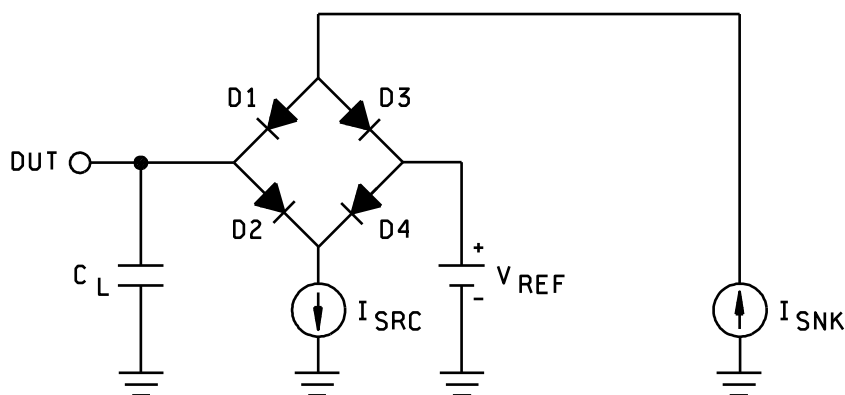 D1
D3
DUT
D2
D4
+
C L
I SRC
V REF
-
I SNK